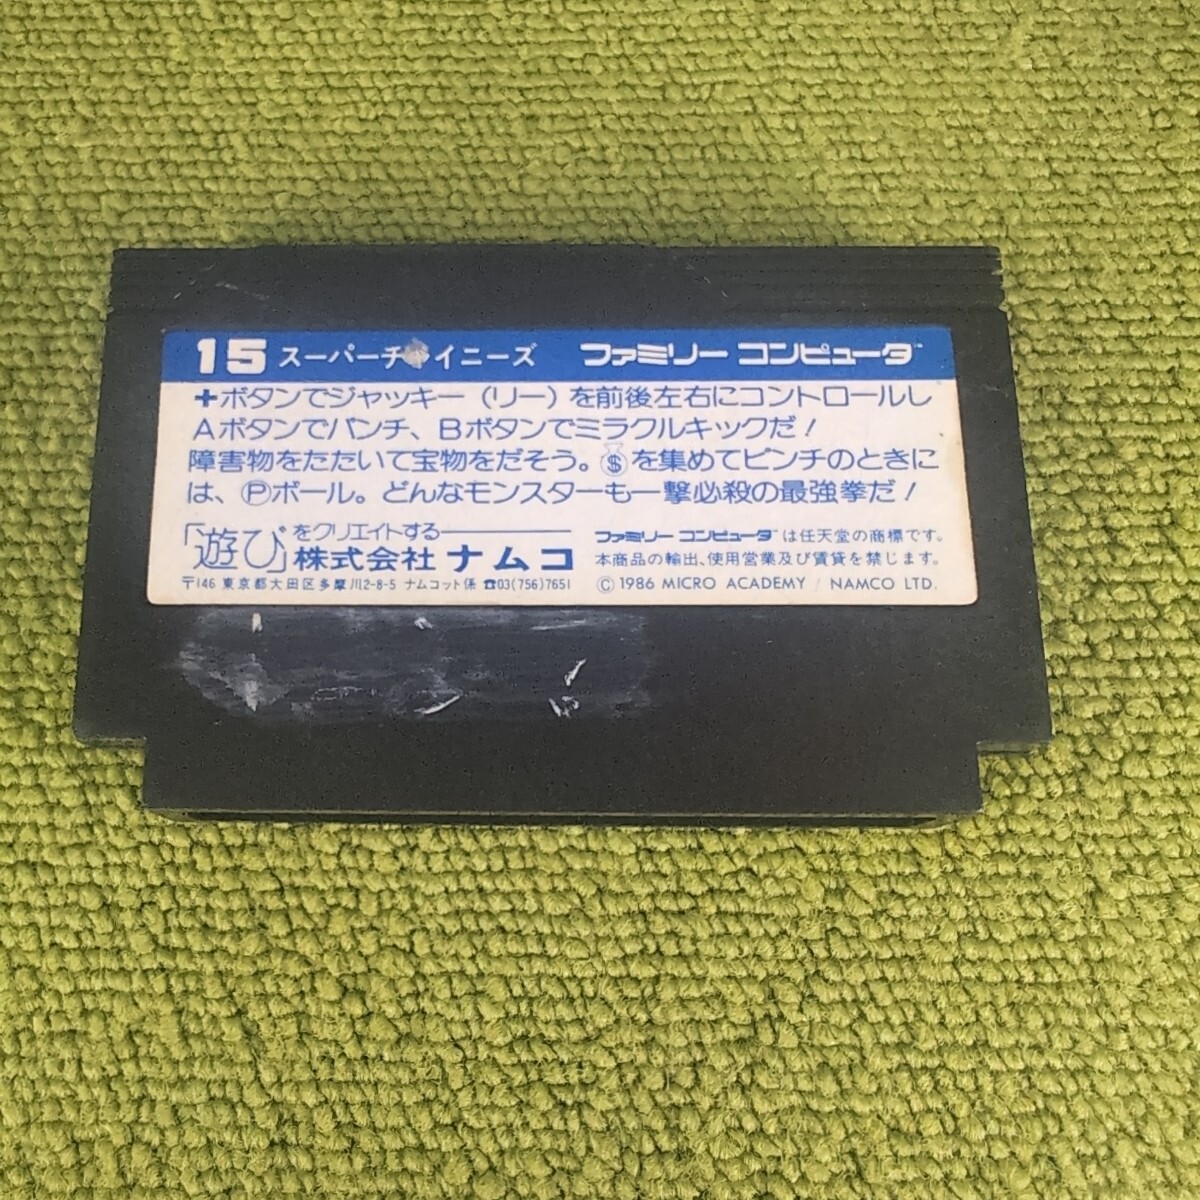 15 スーパーチャイニーズ ファミリー コンピュータ™
+ボタンでジャッキー（リー）を前後左右にコントロールし
Aボタンでパンチ、Bボタンでミラクルキックだ！
障害物をたたいて宝物をだそう。$を集めてピンチのときに
は、Ⓟボール。どんなモンスターも一撃必殺の最強拳だ！
「遊び」をクリエイトする
株式会社 ナムコ
〒146 東京都大田区多摩川2-8-5 ナムコット係 ☎03(756)7651
ファミリー コンピュータ™は任天堂の商標です。
本商品の輸出、使用営業及び賃貸を禁じます。
© 1986 MICRO ACADEMY / NAMCO LTD.